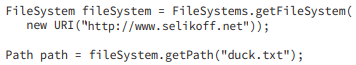 FileSystem fileSystem = FileSystems.getFileSystem(
   new URI("http://www.selikoff.net"));
Path path = fileSystem.getPath("duck.txt");